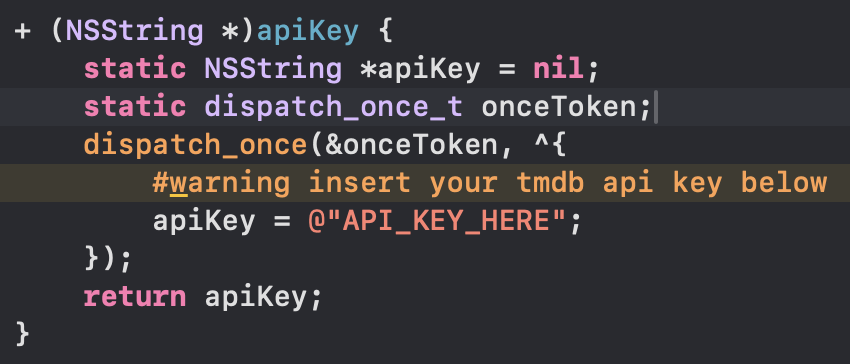 + (NSString *)apiKey {
    static NSString *apiKey = nil;
    static dispatch_once_t onceToken;
    dispatch_once(&onceToken, ^{
        #warning insert your tmdb api key below
        apiKey = @"API_KEY_HERE";
    });
    return apiKey;
}